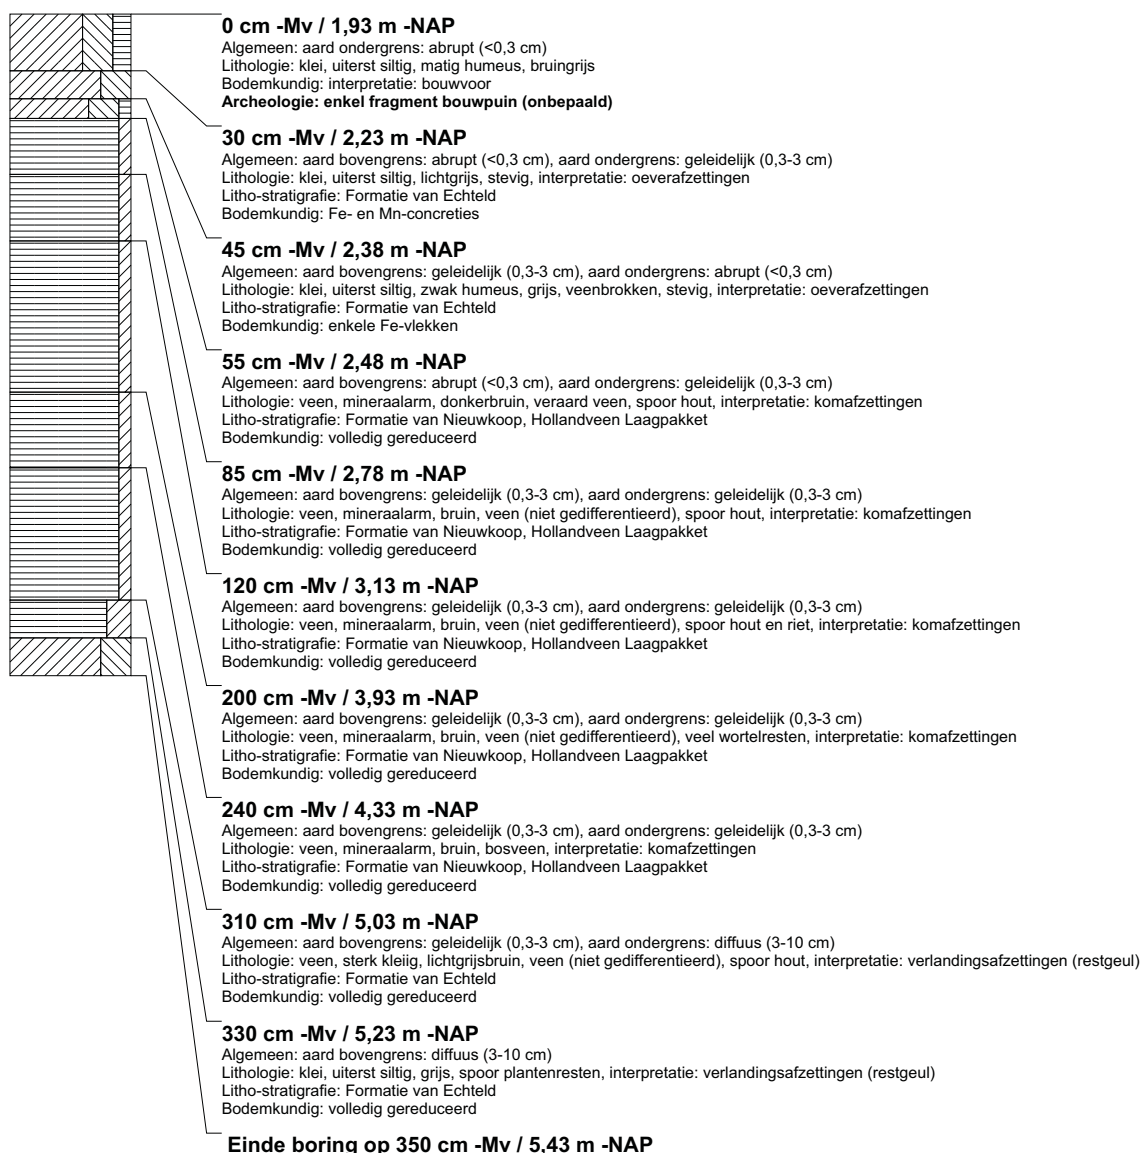 0 cm -Mv / 1,93 m -NAP
Algemeen: aard ondergrens: abrupt (<0,3 cm)
Lithologie: klei, uiterst siltig, matig humeus, bruingrijs
Bodemkundig: interpretatie: bouwvoor
Archeologie: enkel fragment bouwpuin (onbepaald)
30 cm -Mv / 2,23 m -NAP
Algemeen: aard bovengrens: abrupt (<0,3 cm), aard ondergrens: geleidelijk (0,3-3 cm)
Lithologie: klei, uiterst siltig, lichtgrijs, stevig, interpretatie: oeverafzettingen
Litho-stratigrafie: Formatie van Echteld
Bodemkundig: Fe- en Mn-concreties
45 cm -Mv / 2,38 m -NAP
Algemeen: aard bovengrens: geleidelijk (0,3-3 cm), aard ondergrens: abrupt (<0,3 cm)
Lithologie: klei, uiterst siltig, zwak humeus, grijs, veenbrokken, stevig, interpretatie: oeverafzettingen
Litho-stratigrafie: Formatie van Echteld
Bodemkundig: enkele Fe-vlekken
55 cm -Mv / 2,48 m -NAP
Algemeen: aard bovengrens: abrupt (<0,3 cm), aard ondergrens: geleidelijk (0,3-3 cm)
Lithologie: veen, mineraalarm, donkerbruin, veraard veen, spoor hout, interpretatie: komafzettingen
Litho-stratigrafie: Formatie van Nieuwkoop, Hollandveen Laagpakket
Bodemkundig: volledig gereduceerd
85 cm -Mv / 2,78 m -NAP
Algemeen: aard bovengrens: geleidelijk (0,3-3 cm), aard ondergrens: geleidelijk (0,3-3 cm)
Lithologie: veen, mineraalarm, bruin, veen (niet gedifferentieerd), spoor hout, interpretatie: komafzettingen
Litho-stratigrafie: Formatie van Nieuwkoop, Hollandveen Laagpakket
Bodemkundig: volledig gereduceerd
120 cm -Mv / 3,13 m -NAP
Algemeen: aard bovengrens: geleidelijk (0,3-3 cm), aard ondergrens: geleidelijk (0,3-3 cm)
Lithologie: veen, mineraalarm, bruin, veen (niet gedifferentieerd), spoor hout en riet, interpretatie: komafzettingen
Litho-stratigrafie: Formatie van Nieuwkoop, Hollandveen Laagpakket
Bodemkundig: volledig gereduceerd
200 cm -Mv / 3,93 m -NAP
Algemeen: aard bovengrens: geleidelijk (0,3-3 cm), aard ondergrens: geleidelijk (0,3-3 cm)
Lithologie: veen, mineraalarm, bruin, veen (niet gedifferentieerd), veel wortelresten, interpretatie: komafzettingen
Litho-stratigrafie: Formatie van Nieuwkoop, Hollandveen Laagpakket
Bodemkundig: volledig gereduceerd
240 cm -Mv / 4,33 m -NAP
Algemeen: aard bovengrens: geleidelijk (0,3-3 cm), aard ondergrens: geleidelijk (0,3-3 cm)
Lithologie: veen, mineraalarm, bruin, bosveen, interpretatie: komafzettingen
Litho-stratigrafie: Formatie van Nieuwkoop, Hollandveen Laagpakket
Bodemkundig: volledig gereduceerd
310 cm -Mv / 5,03 m -NAP
Algemeen: aard bovengrens: geleidelijk (0,3-3 cm), aard ondergrens: diffuus (3-10 cm)
Lithologie: veen, sterk kleiig, lichtgrijsbruin, veen (niet gedifferentieerd), spoor hout, interpretatie: verlandingsafzettingen (restgeul)
Litho-stratigrafie: Formatie van Echteld
Bodemkundig: volledig gereduceerd
330 cm -Mv / 5,23 m -NAP
Algemeen: aard bovengrens: diffuus (3-10 cm)
Lithologie: klei, uiterst siltig, grijs, spoor plantenresten, interpretatie: verlandingsafzettingen (restgeul)
Litho-stratigrafie: Formatie van Echteld
Bodemkundig: volledig gereduceerd
Einde boring op 350 cm -Mv / 5,43 m -NAP